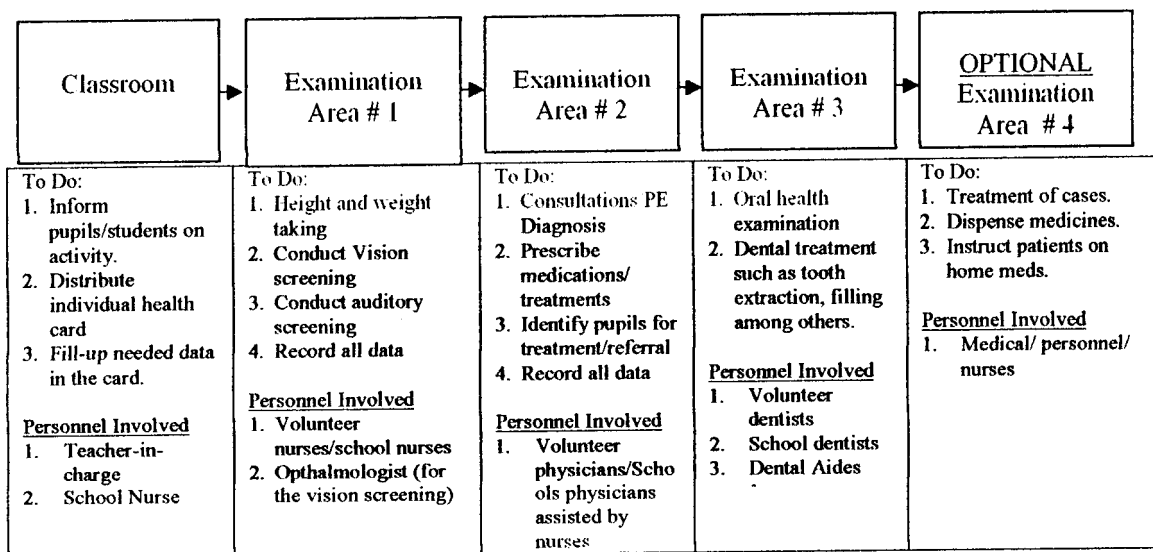 Classroom
Examination
Area # 1
Examination
Area # 2
Examination
Area # 3
OPTIONAL
Examination
Area # 4
To Do:
1. Inform
pupils/students on
activity.
2. Distribute
individual health
card
3. Fill-up needed data
in the card.
Personnel Involved
1. Teacher-in-
charge
2. School Nurse
To Do:
1. Height and weight
taking
2. Conduct Vision
screening
3. Conduct auditory
screening
4. Record all data
Personnel Involved
1. Volunteer
nurses/school nurses
2. Opthalmologist (for
the vision screening)
To Do:
1. Consultations PE
Diagnosis
2. Prescribe
medications/
treatments
3. Identify pupils for
treatment/referral
4. Record all data
Personnel Involved
1. Volunteer
physicians/Scho
ols physicians
assisted by
nurses
To Do:
1. Oral health
examination
2. Dental treatment
such as tooth
extraction, filling
among others.
Personnel Involved
1. Volunteer
dentists
2. School dentists
3. Dental Aides
To Do:
1. Treatment of cases.
2. Dispense medicines.
3. Instruct patients on
home meds.
Personnel Involved
1. Medical/ personnel/
nurses